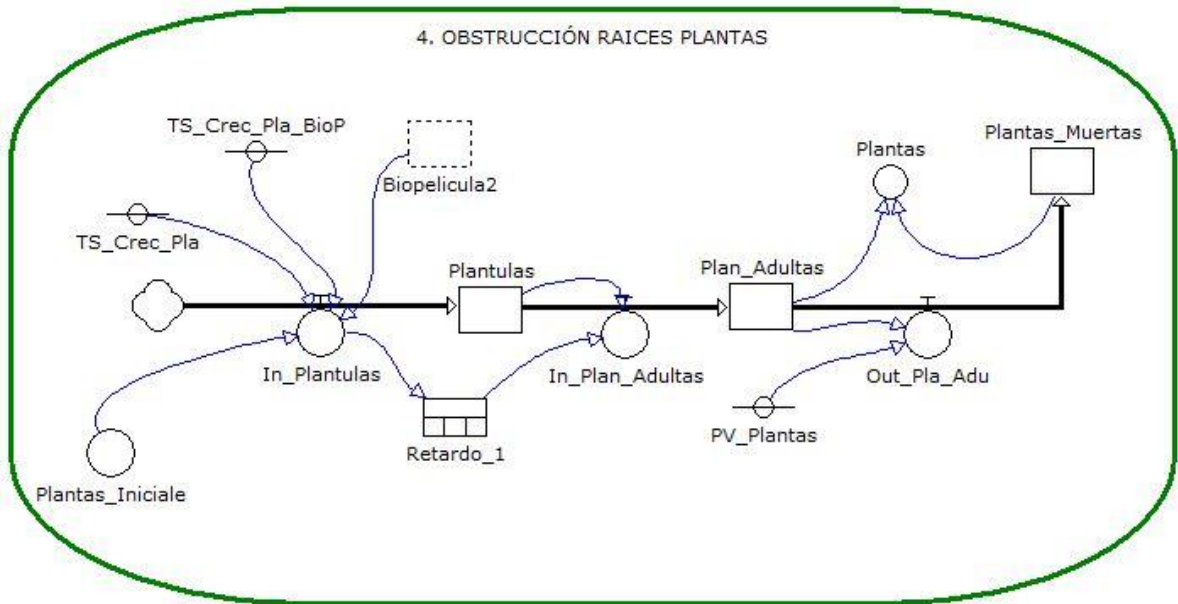 4. OBSTRUCCIÓN RAICES PLANTAS
TS_Crec_Pla_BioP
Biopelicula2
Plantas
Plantas_Muertas
TS_Crec_Pla
Plantulas
Plan_Adultas
In_Plantulas
In_Plan_Adultas
Out_Pla_Adu
PV_Plantas
Retardo_1
Plantas_Iniciale